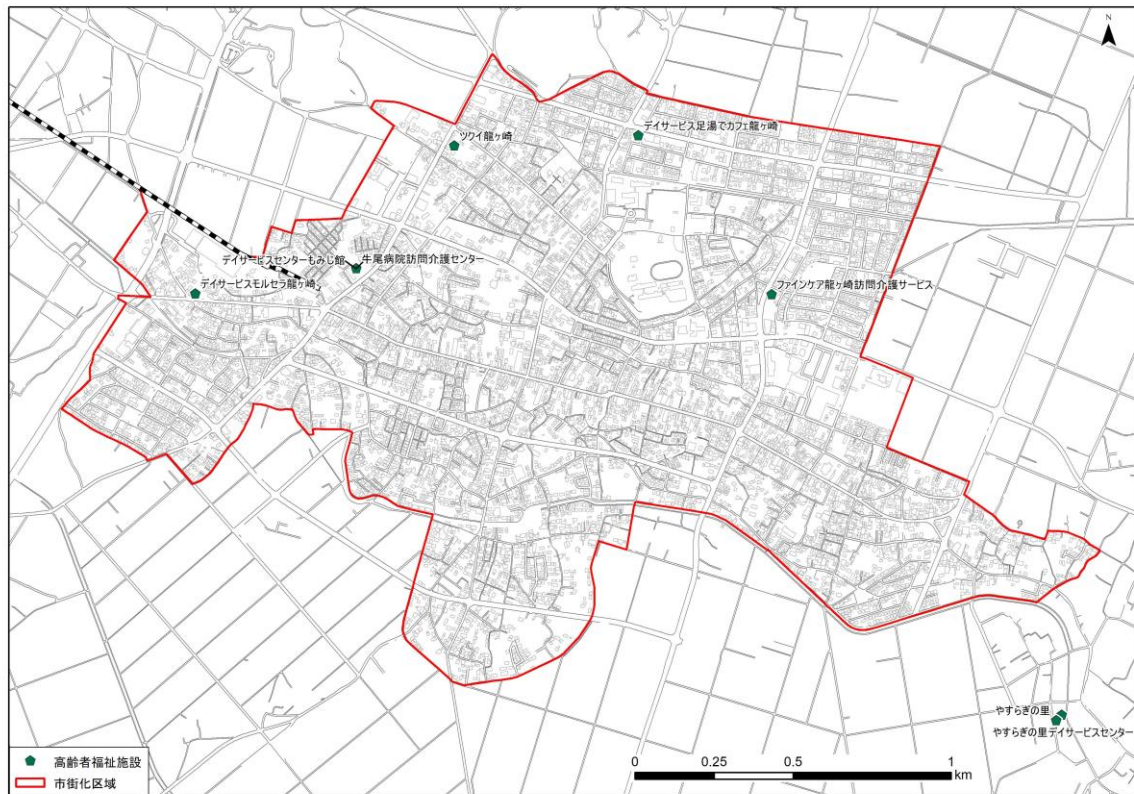 N
デイサービス足湯でカフェ龍ヶ崎
ツクイ龍ヶ崎
デイサービスセンターもみじ館
牛尾病院訪問介護センター
デイサービスモルセラ龍ヶ崎
ファインケア龍ヶ崎訪問介護サービス
やすらぎの里
やすらぎの里デイサービスセンター
高齢者福祉施設
市街化区域
0 0.25 0.5 1
km